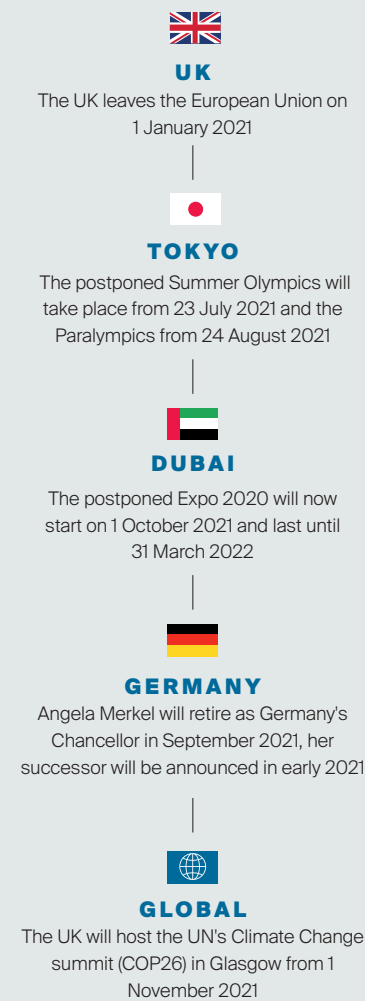 UK
The UK leaves the European Union on
1 January 2021
TOKYO
The postponed Summer Olympics will
take place from 23 July 2021 and the
Paralympics from 24 August 2021
DUBAI
The postponed Expo 2020 will now
start on 1 October 2021 and last until
31 March 2022
GERMANY
Angela Merkel will retire as Germany's
Chancellor in September 2021, her
successor will be announced in early 2021
GLOBAL
The UK will host the UN's Climate Change
summit (COP26) in Glasgow from 1
November 2021